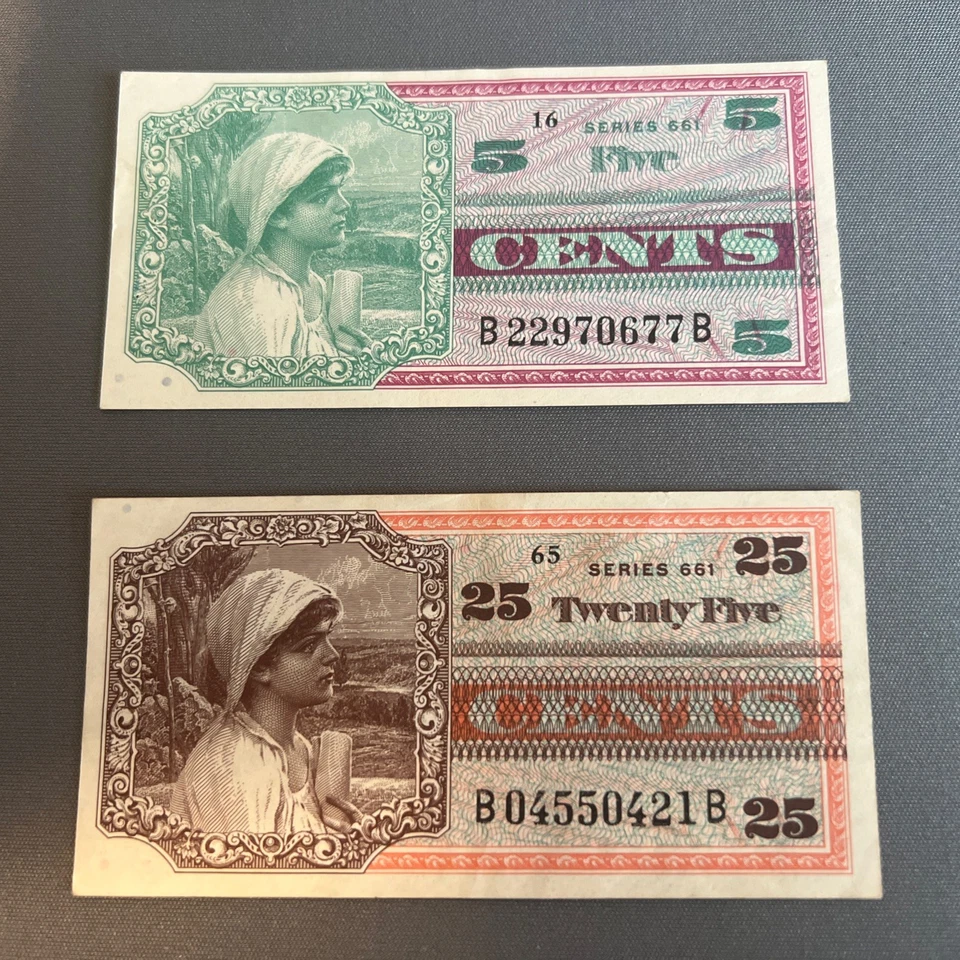 16 SERIES 661 5
5 Five
CENTS
B22970677B 5
65 SERIES 661 25
25 Twenty Five
CENTS
B04550421B 25